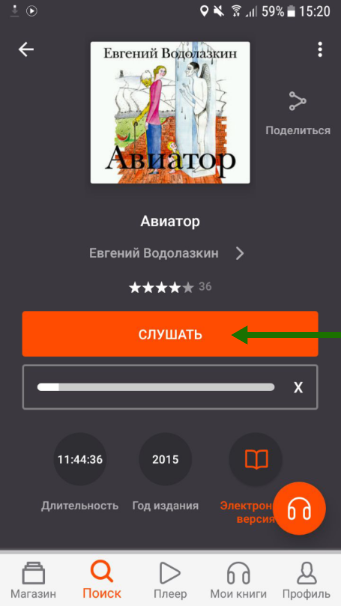 59% 15:20
Евгений Водолазкин
Авиатор
Поделиться
Авиатор
Евгений Водолазкин
36
СЛУШАТЬ
X
11:44:36
2015
Длительность
Год издания
Электрон
версия
Магазин
Поиск
Плеер
Мои книги
Профиль